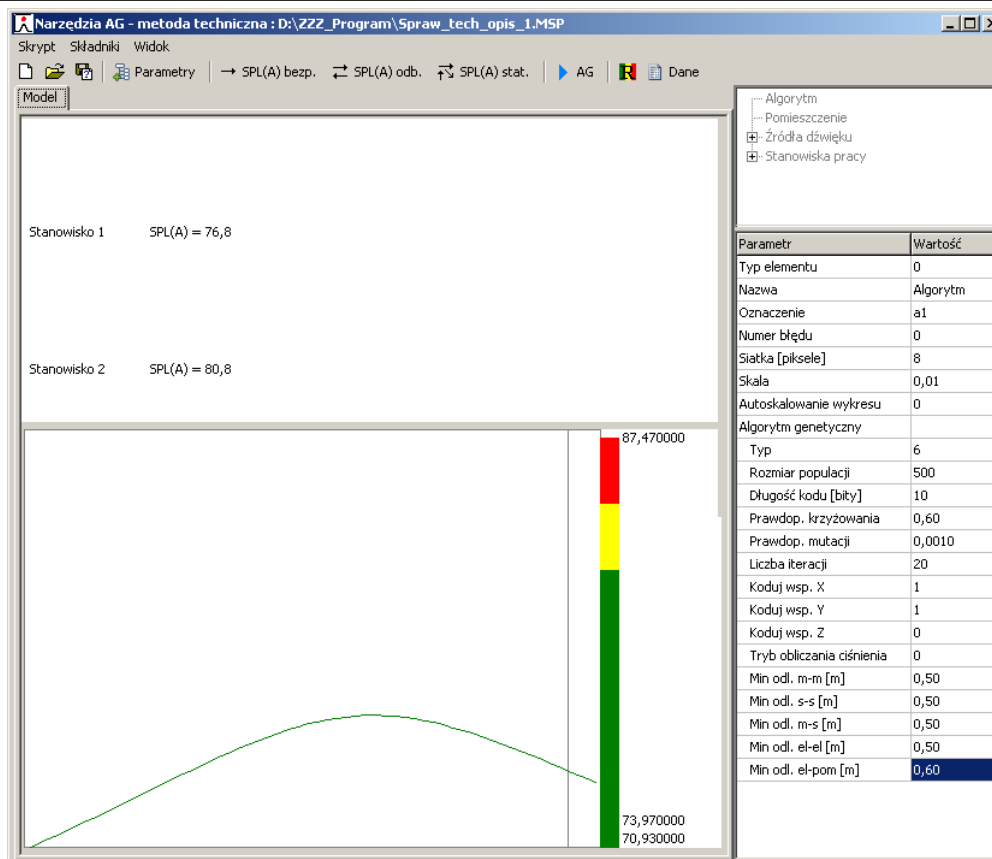 Narzędzia AG - metoda techniczna : D:\ZZZ_Program\Spraw_tech_opis_1.MSP
Skrypt Składniki Widok
Parametry SPL(A) bezp. SPL(A) odb. SPL(A) stat. AG R Dane
Model
Algorytm
Pomieszczenie
Źródła dźwięku
Stanowiska pracy
Stanowisko 1 SPL(A) = 76,8
Stanowisko 2 SPL(A) = 80,8
87,470000
73,970000
70,930000
Parametr Wartość
Typ elementu 0
Nazwa Algorytm
Oznaczenie a1
Numer błędu 0
Siatka [piksele] 8
Skala 0,01
Autoskalowanie wykresu 0
Algorytm genetyczny
Typ 6
Rozmiar populacji 500
Długość kodu [bity] 10
Prawdop. krzyżowania 0,60
Prawdop. mutacji 0,0010
Liczba iteracji 20
Koduj wsp. X 1
Koduj wsp. Y 1
Koduj wsp. Z 0
Tryb obliczania ciśnienia 0
Min odl. m-m [m] 0,50
Min odl. s-s [m] 0,50
Min odl. m-s [m] 0,50
Min odl. el-el [m] 0,50
Min odl. el-pom [m] 0,60